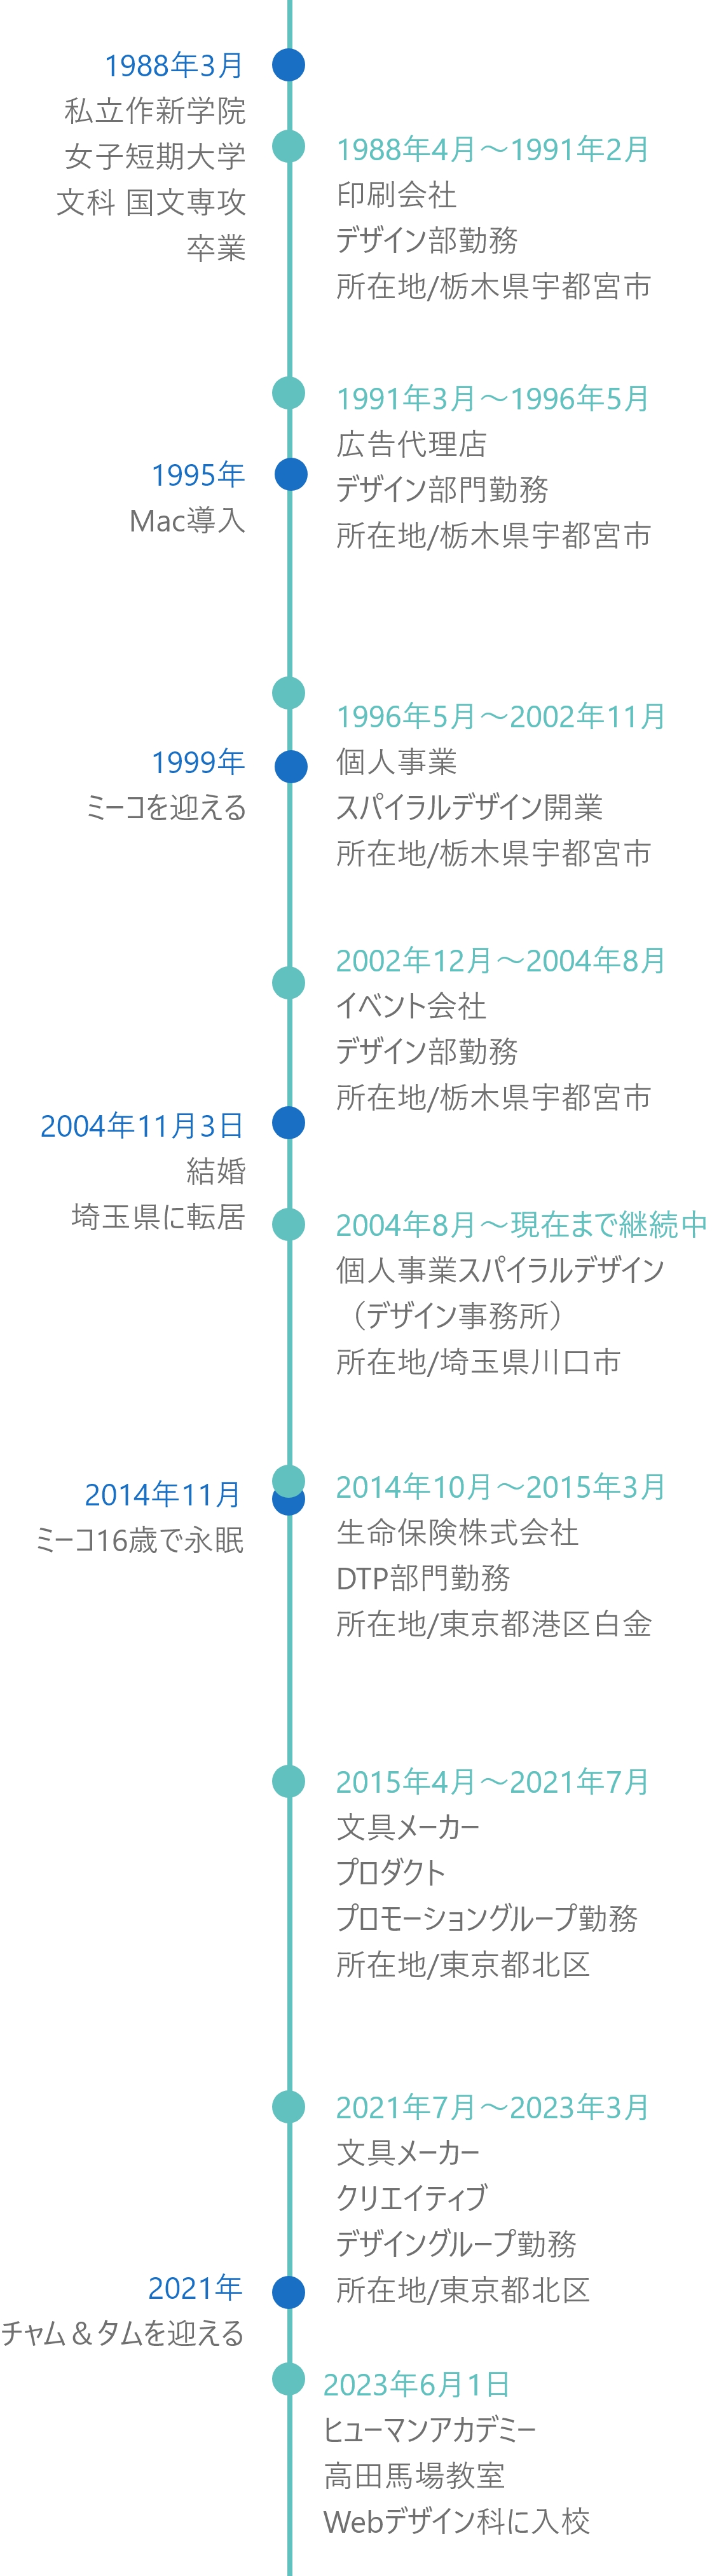 1988年3月
私立作新学院
女子短期大学
文科 国文専攻
卒業
1988年4月～1991年2月
印刷会社
デザイン部勤務
所在地/栃木県宇都宮市
1991年3月～1996年5月
広告代理店
デザイン部門勤務
所在地/栃木県宇都宮市
1995年
Mac導入
1996年5月～2002年11月
個人事業
スパイラルデザイン開業
所在地/栃木県宇都宮市
1999年
ミーコを迎える
2002年12月～2004年8月
イベント会社
デザイン部勤務
所在地/栃木県宇都宮市
2004年11月3日
結婚
埼玉県に転居
2004年8月～現在まで継続中
個人事業スパイラルデザイン
（デザイン事務所）
所在地/埼玉県川口市
2014年11月
ミーコ16歳で永眠
2014年10月～2015年3月
生命保険株式会社
DTP部門勤務
所在地/東京都港区白金
2015年4月～2021年7月
文具メーカー
プロダクト
プロモーショングループ勤務
所在地/東京都北区
2021年7月～2023年3月
文具メーカー
クリエイティブ
デザイングループ勤務
所在地/東京都北区
2021年
チャム＆タムを迎える
2023年6月1日
ヒューマンアカデミー
高田馬場教室
Webデザイン科に入校